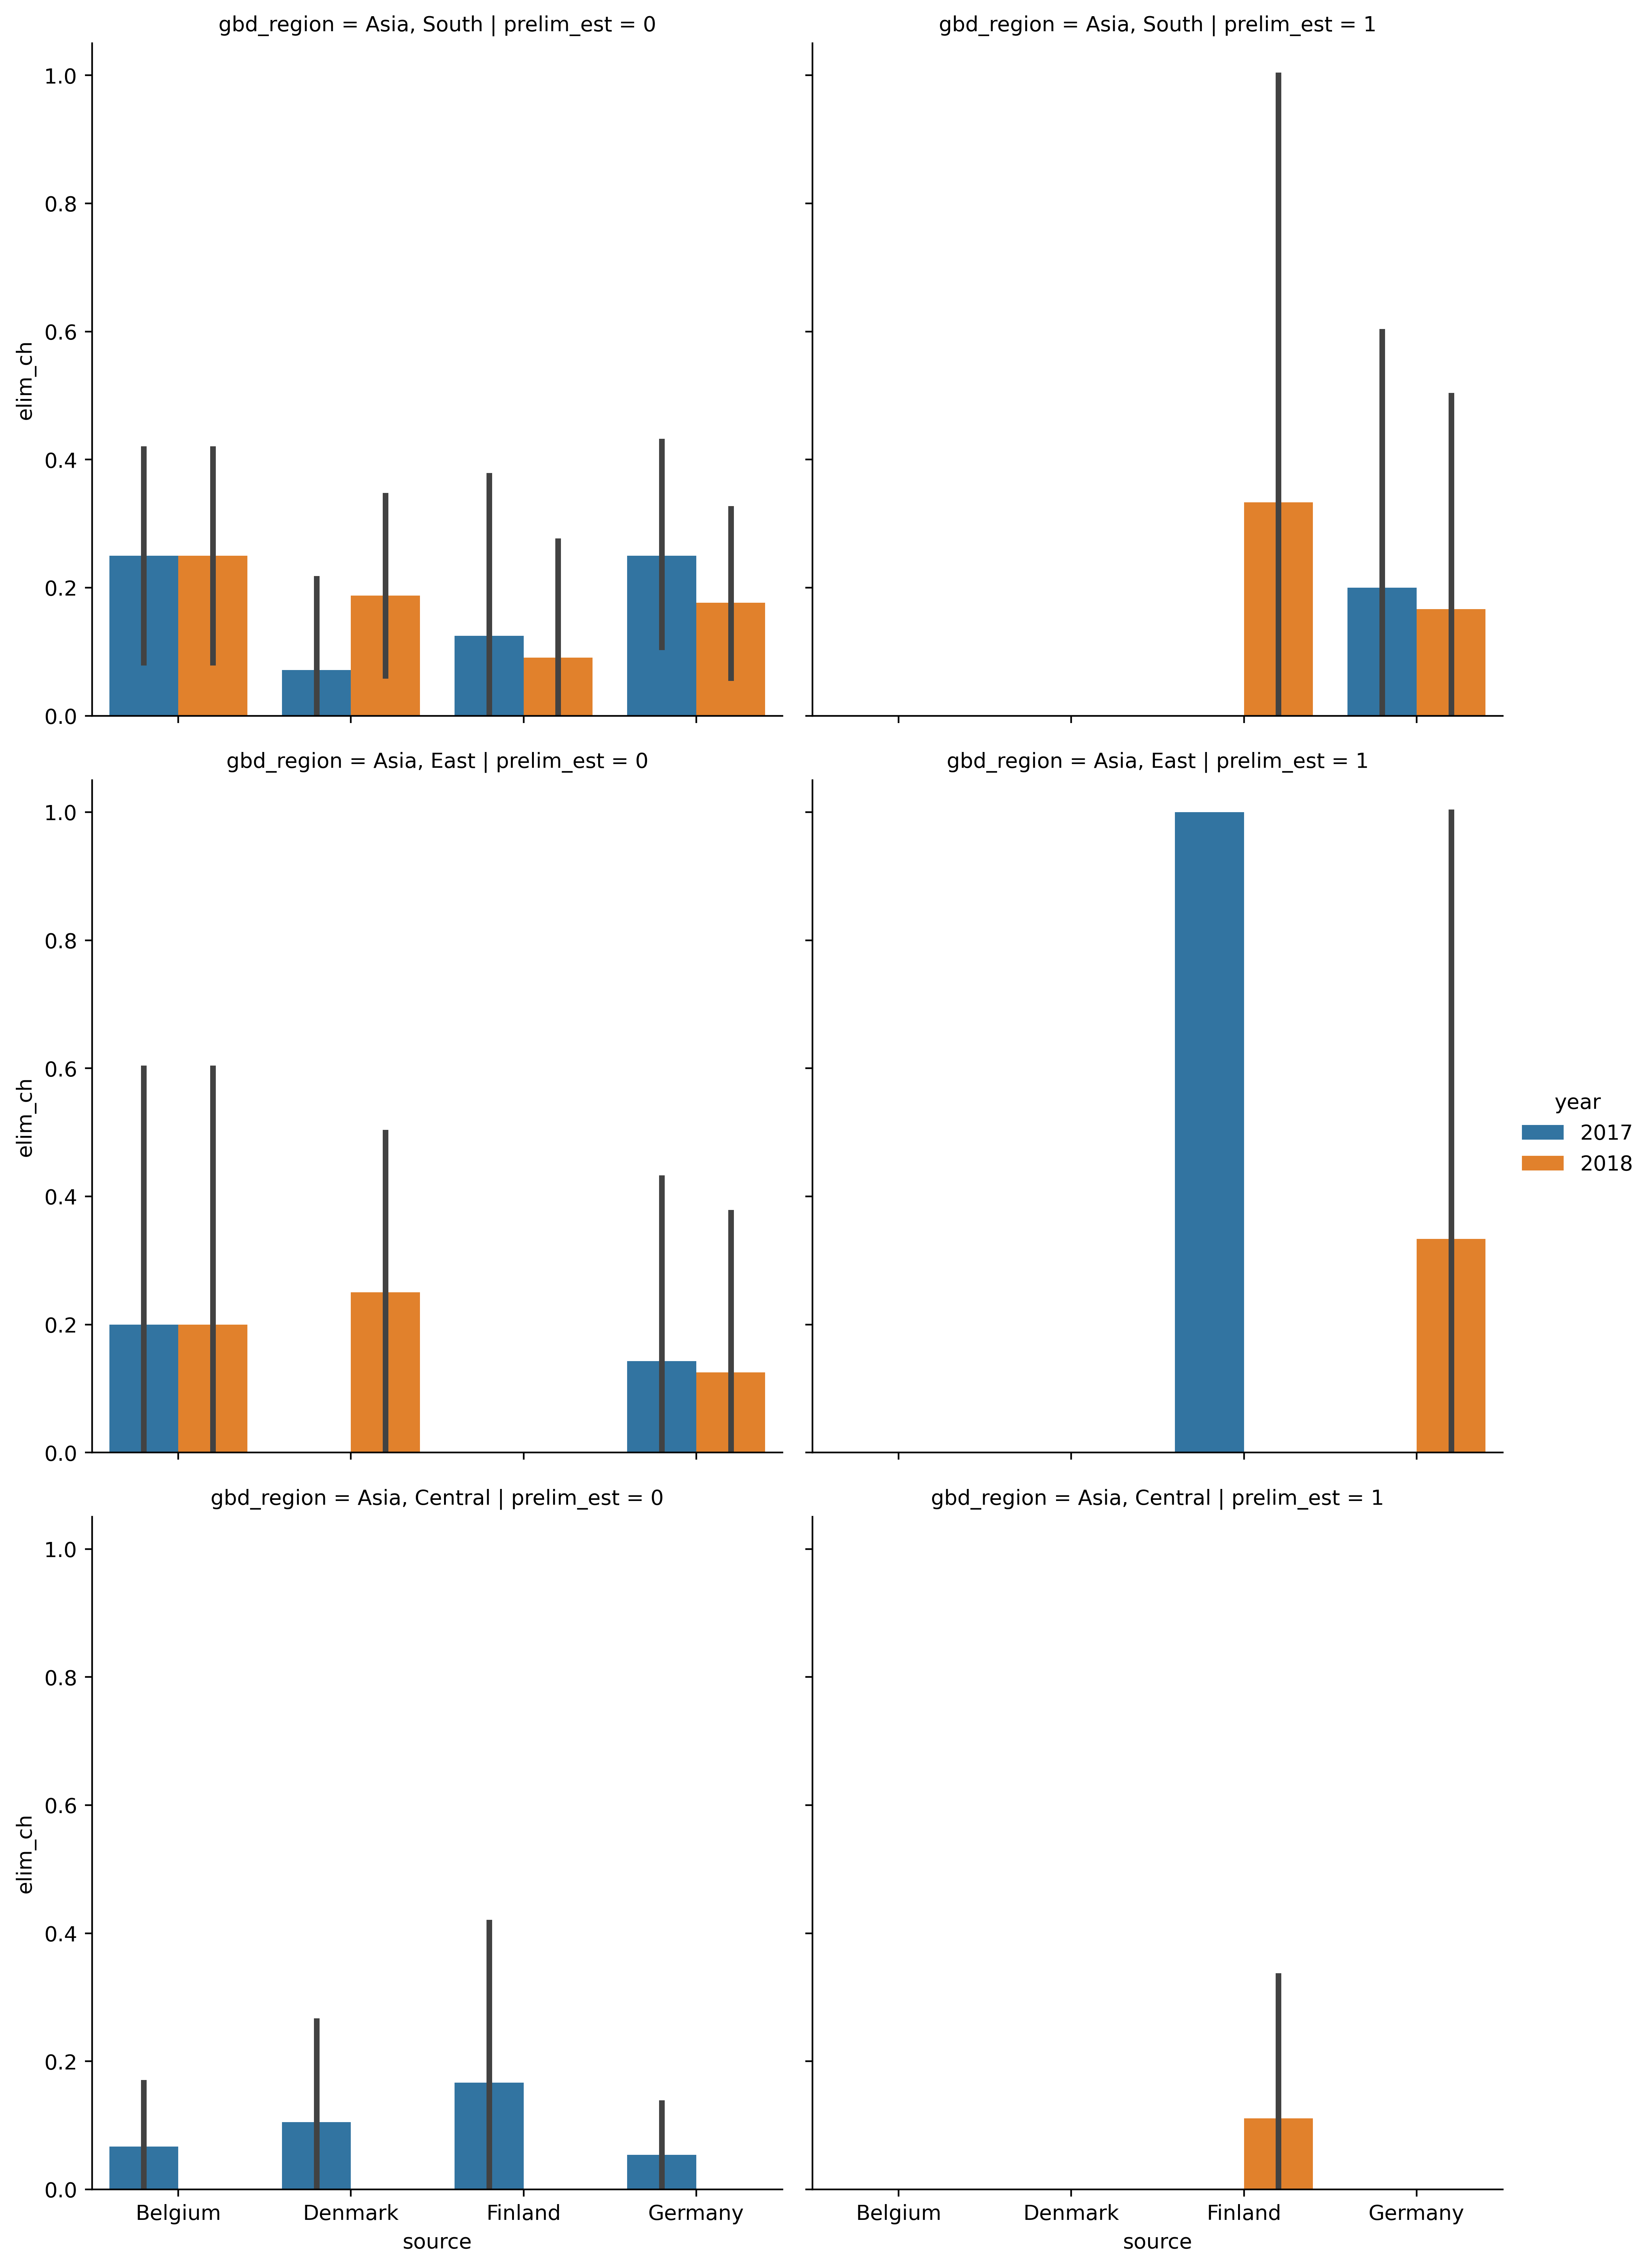 gbd_region = Asia, South | prelim_est = 0
gbd_region = Asia, South | prelim_est = 1
1.0
0.8
0.6
0.4
0.2
0.0
elim_ch
gbd_region = Asia, East | prelim_est = 0
gbd_region = Asia, East | prelim_est = 1
1.0
0.8
0.6
0.4
0.2
0.0
elim_ch
year
2017
2018
gbd_region = Asia, Central | prelim_est = 0
gbd_region = Asia, Central | prelim_est = 1
1.0
0.8
0.6
0.4
0.2
0.0
elim_ch
Belgium Denmark Finland Germany
source
Belgium Denmark Finland Germany
source